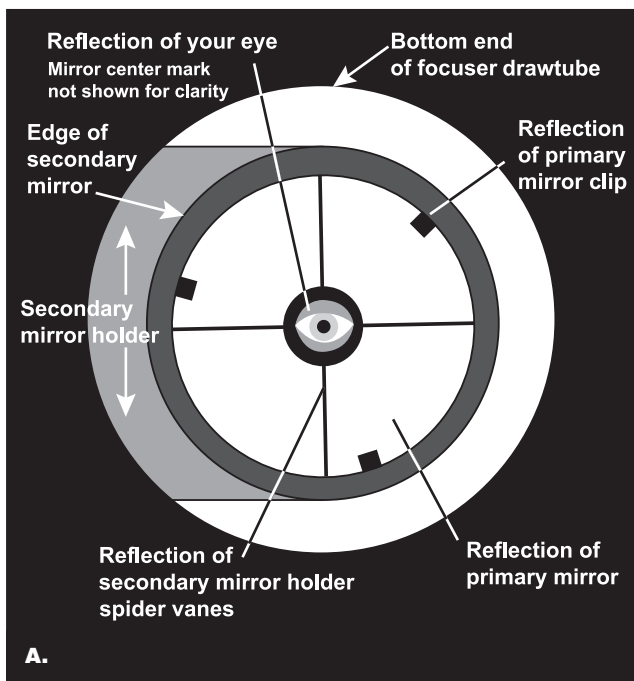 Reflection of your eye
Mirror center mark
not shown for clarity
Bottom end
of focuser drawtube
Edge of
secondary
mirror
Reflection
of primary
mirror clip
Secondary
mirror holder
Reflection of
secondary mirror holder
spider vanes
Reflection of
primary mirror
A.